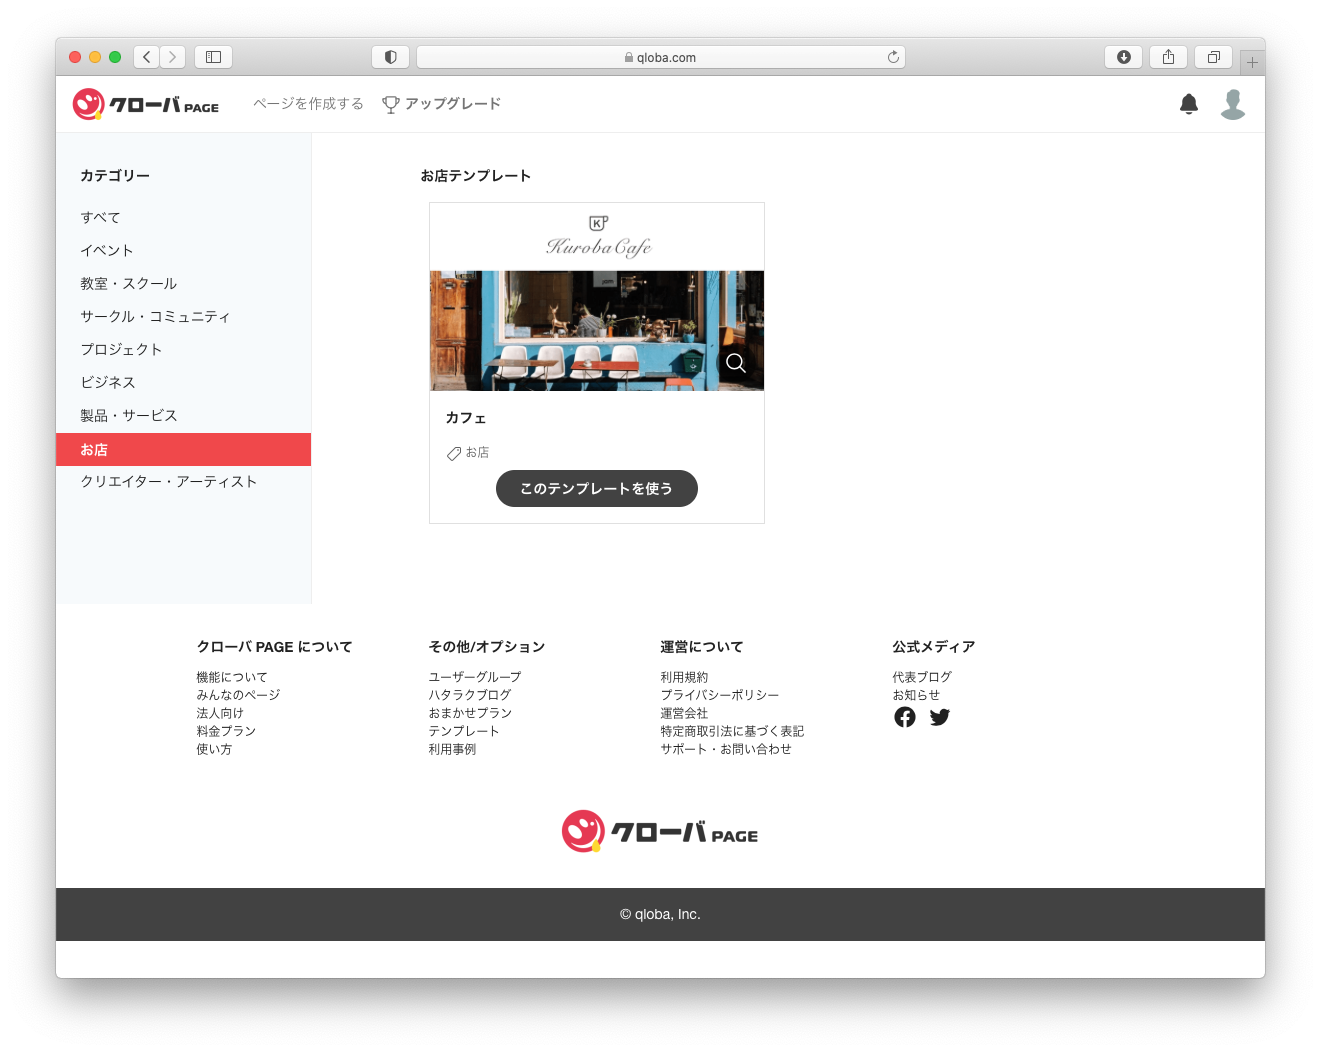 qloba.com
クローバ PAGE
ページを作成する
アップグレード
カテゴリー
すべて
イベント
教室・スクール
サークル・コミュニティ
プロジェクト
ビジネス
製品・サービス
お店
クリエイター・アーティスト
お店テンプレート
K
Kuroba Cafe
カフェ
お店
このテンプレートを使う
クローバ PAGE について
機能について
みんなのページ
法人向け
料金プラン
使い方
その他/オプション
ユーザーグループ
ハタラクブログ
おまかせプラン
テンプレート
利用事例
運営について
利用規約
プライバシーポリシー
運営会社
特定商取引法に基づく表記
サポート・お問い合わせ
公式メディア
代表ブログ
お知らせ
クローバ PAGE
© qloba, Inc.